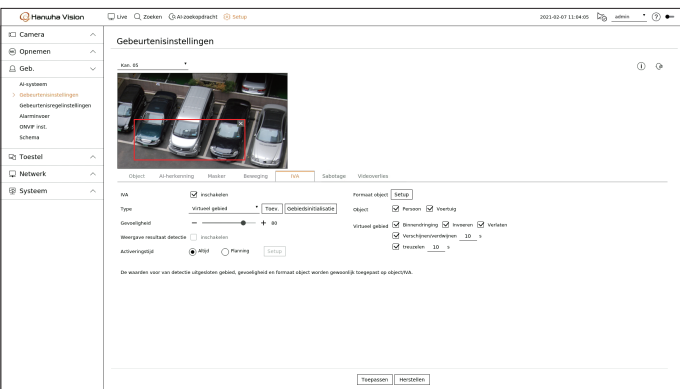 Hanwha Vision
Live Zoeken AI-zoekopdracht Setup
2021-02-07 11:04:05 admin
Camera
Opnemen
Geb.
AI-systeem
Gebeurtenisinstellingen
Gebeurtenisregelinstellingen
Alarminvoer
ONVIF inst.
Schema
Toestel
Netwerk
Systeem
Gebeurtenisinstellingen
Kan. 05
Object AI-herkenning Masker Beweging IVA Sabotage Videoverlies
IVA Inschakelen
Type Virtueel gebied Toev. Gebiedsinitialisatie
Gevoeligheid 80
Weergave resultaat detectie Inschakelen
Activeringstijd Altijd Planning Setup
Formaat object Setup
Object Persoon Voertuig
Virtueel gebied Binnendringing Invoeren Verlaten
Verschijnen/verdwijnen 10 s
treuzelen 10 s
De waarden voor van detectie uitgesloten gebied, gevoeligheid en formaat object worden gewoonlijk toegepast op object/IVA.
Toepassen Herstellen